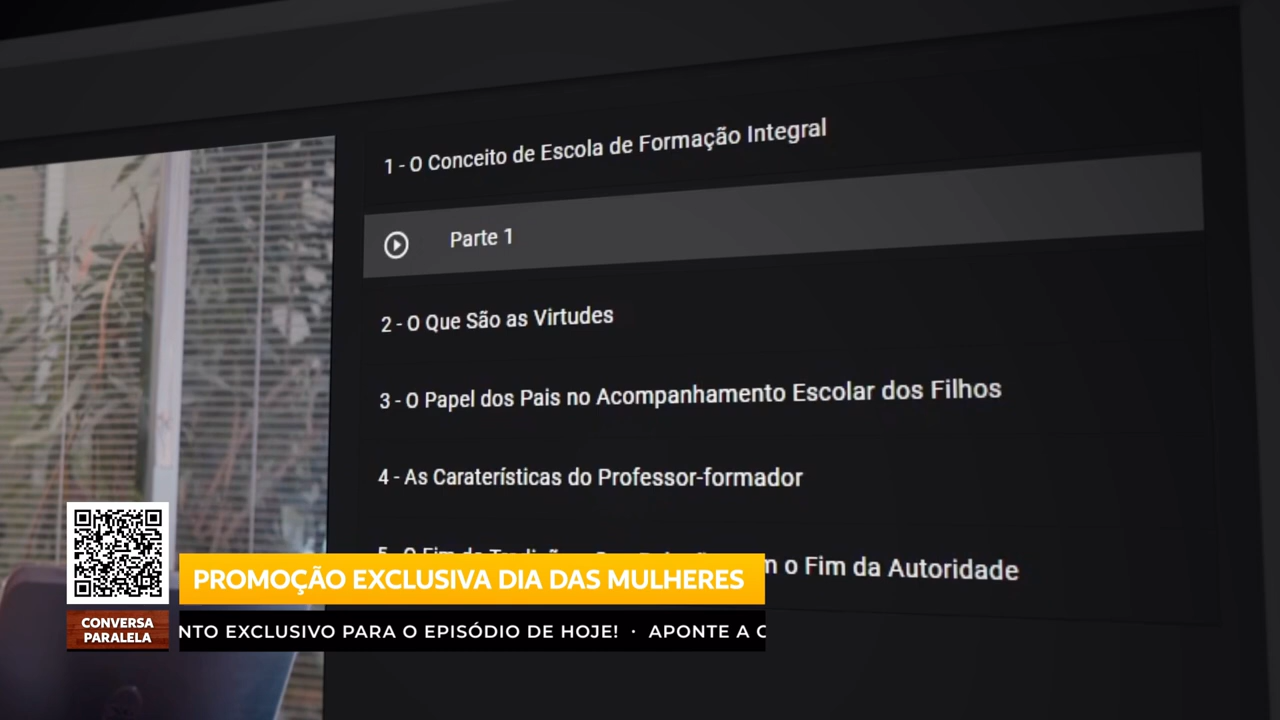 1 - O Conceito de Escola de Formação Integral
Parte 1
2 - O Que São as Virtudes
3 - O Papel dos Pais no Acompanhamento Escolar dos Filhos
4 - As Caraterísticas do Professor-formador
o Fim da Autoridade
PROMOÇÃO EXCLUSIVA DIA DAS MULHERES
CONVERSA
PARALELA
NTO EXCLUSIVO PARA O EPISÓDIO DE HOJE! · APONTE A C